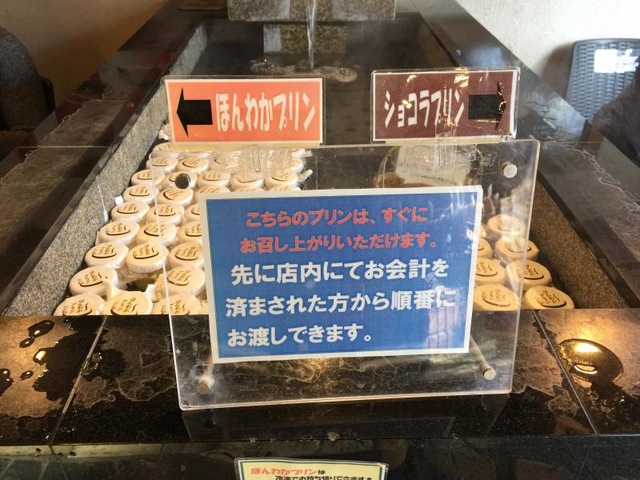 ほんわかプリン
ショコラプリン
こちらのプリンは、すぐに
お召し上がりいただけます。
先に店内にてお会計を
済まされた方から順番に
お渡しできます。
ほんわかプリンは